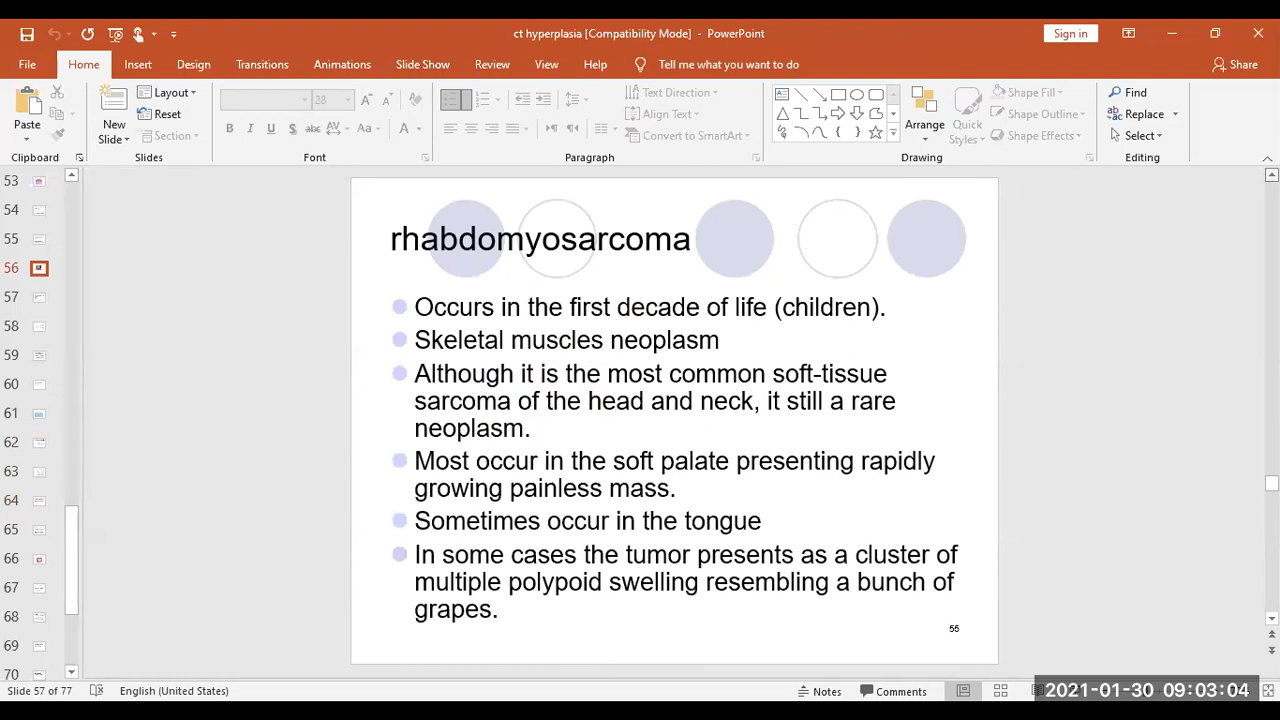 ct hyperplasia [Compatibility Mode] - PowerPoint
Sign in
File Home Insert Design Transitions Animations Slide Show Review View Help Tell me what you want to do Share
Paste
Clipboard
New Slide
Layout
Reset
Section
Slides
28
B I U S abc AV Aa A
Font
Text Direction
Align Text
Convert to SmartArt
Paragraph
Arrange
Quick Styles
Shape Fill
Shape Outline
Shape Effects
Drawing
Find
Replace
Select
Editing
53
54
55
56
57
58
59
60
61
62
63
64
65
66
67
68
69
70
rhabdomyosarcoma
Occurs in the first decade of life (children).
Skeletal muscles neoplasm
Although it is the most common soft-tissue
sarcoma of the head and neck, it still a rare
neoplasm.
Most occur in the soft palate presenting rapidly
growing painless mass.
Sometimes occur in the tongue
In some cases the tumor presents as a cluster of
multiple polypoid swelling resembling a bunch of
grapes.
55
Slide 57 of 77 English (United States) Notes Comments
2021-01-30 09:03:04